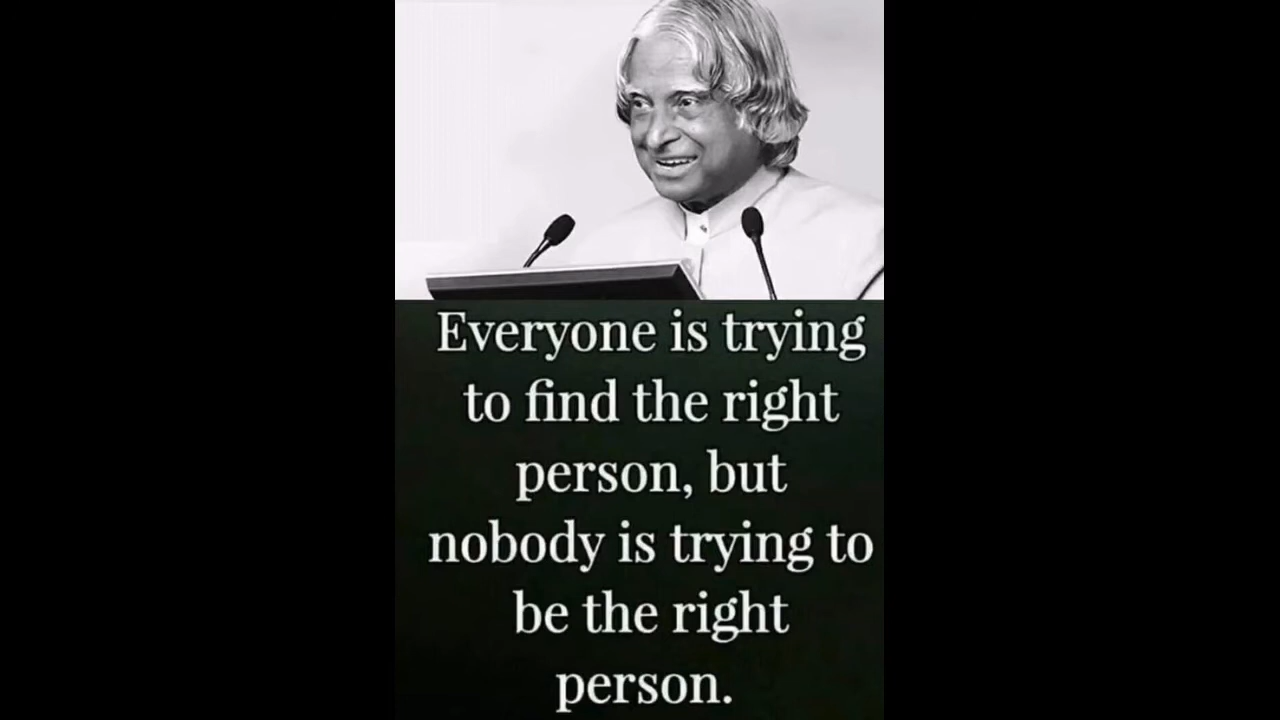 Everyone is trying
to find the right
person, but
nobody is trying to
be the right
person.